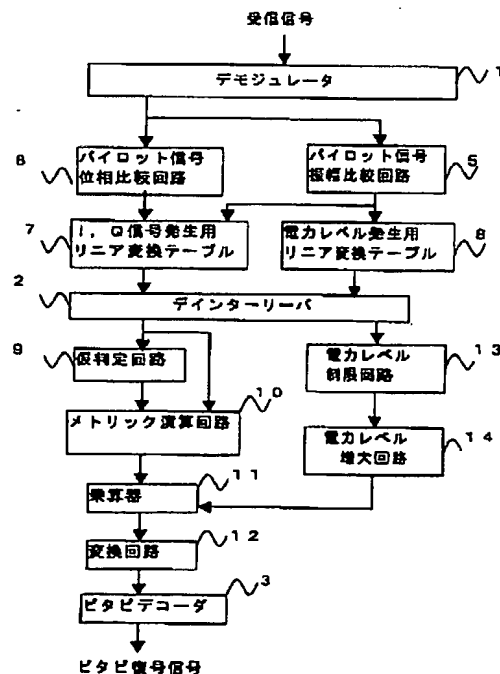 受信信号
デモジュレータ
1
6
パイロット信号
位相比較回路
パイロット信号
振幅比較回路
5
7
I,Q信号発生用
リニア変換テーブル
電力レベル発生用
リニア変換テーブル
8
2
デインターリーバ
9
仮判定回路
電力レベル
制限回路
13
10
メトリック演算回路
電力レベル
増大回路
14
11
乗算器
12
変換回路
3
ビタビデコーダ
ビタビ復号信号